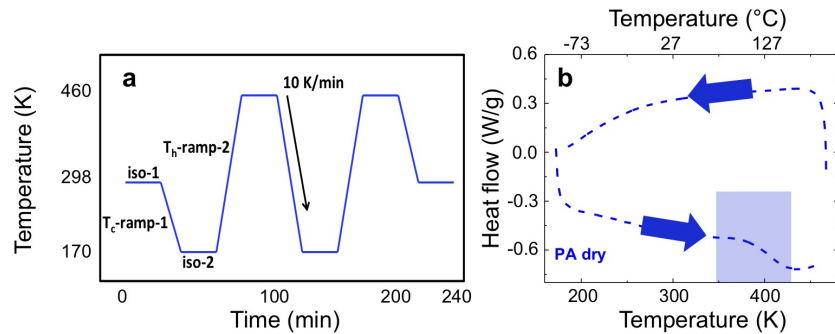 a
Temperature (K)
460
298
170
10 K/min
Th-ramp-2
iso-1
Tc-ramp-1
iso-2
0
100
200
240
Time (min)
Temperature (°C)
-73
27
127
b
Heat flow (W/g)
0.6
0.3
0.0
-0.3
-0.6
PA dry
200
300
400
Temperature (K)